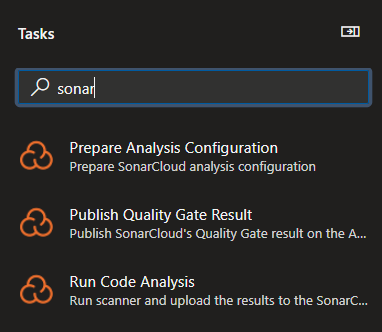 Tasks
sonar
Prepare Analysis Configuration
Prepare SonarCloud analysis configuration
Publish Quality Gate Result
Publish SonarCloud's Quality Gate result on the A...
Run Code Analysis
Run scanner and upload the results to the SonarC...